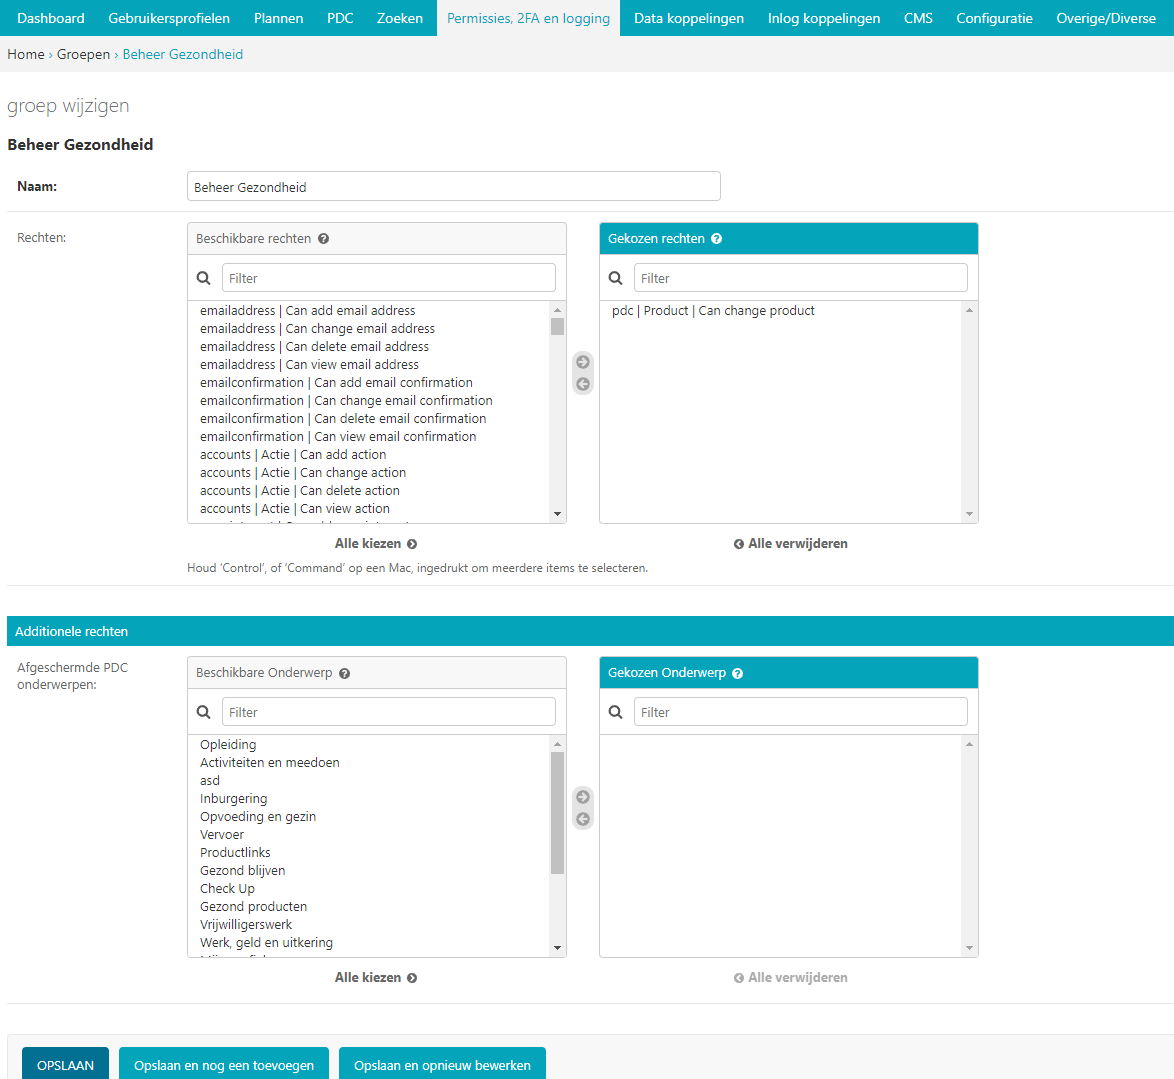 Dashboard Gebruikersprofielen Plannen PDC Zoeken Permissies, 2FA en logging Data koppelingen Inlog koppelingen CMS Configuratie Overige/Diverse
Home › Groepen › Beheer Gezondheid
groep wijzigen
Beheer Gezondheid
Naam:
Beheer Gezondheid
Rechten:
Beschikbare rechten
Filter
emailaddress | Can add email address
emailaddress | Can change email address
emailaddress | Can delete email address
emailaddress | Can view email address
emailconfirmation | Can add email confirmation
emailconfirmation | Can change email confirmation
emailconfirmation | Can delete email confirmation
emailconfirmation | Can view email confirmation
accounts | Actie | Can add action
accounts | Actie | Can change action
accounts | Actie | Can delete action
accounts | Actie | Can view action
Alle kiezen
Gekozen rechten
Filter
pdc | Product | Can change product
Alle verwijderen
Houd ‘Control’, of ‘Command’ op een Mac, ingedrukt om meerdere items te selecteren.
Additionele rechten
Afgeschermde PDC
onderwerpen:
Beschikbare Onderwerp
Filter
Opleiding
Activiteiten en meedoen
asd
Inburgering
Opvoeding en gezin
Vervoer
Productlinks
Gezond blijven
Check Up
Gezond producten
Vrijwilligerswerk
Werk, geld en uitkering
Alle kiezen
Gekozen Onderwerp
Filter
Alle verwijderen
OPSLAAN
Opslaan en nog een toevoegen
Opslaan en opnieuw bewerken